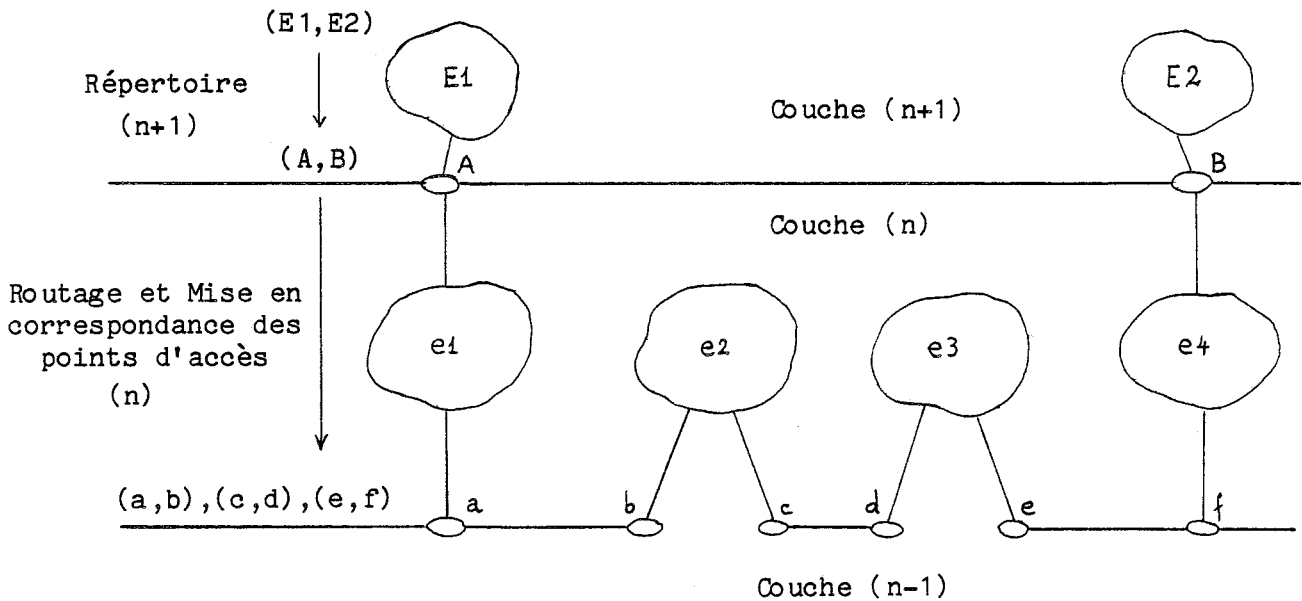 (E1,E2)
E1
E2
Répertoire
(n+1)
Couche (n+1)
(A,B)
A
B
Couche (n)
Routage et Mise en
correspondance des
points d'accès
(n)
e1
e2
e3
e4
(a,b),(c,d),(e,f)
a
b
c
d
e
f
Couche (n-1)